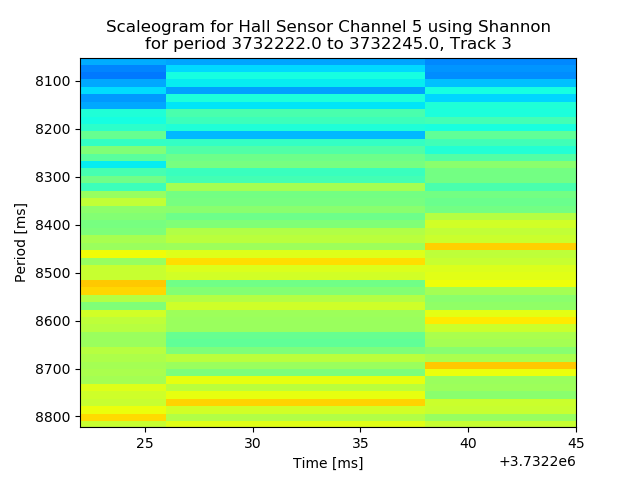 Scaleogram for Hall Sensor Channel 5 using Shannon
for period 3732222.0 to 3732245.0, Track 3
Period [ms]
8100
8200
8300
8400
8500
8600
8700
8800
25 30 35 40 45
Time [ms]
+3.7322e6